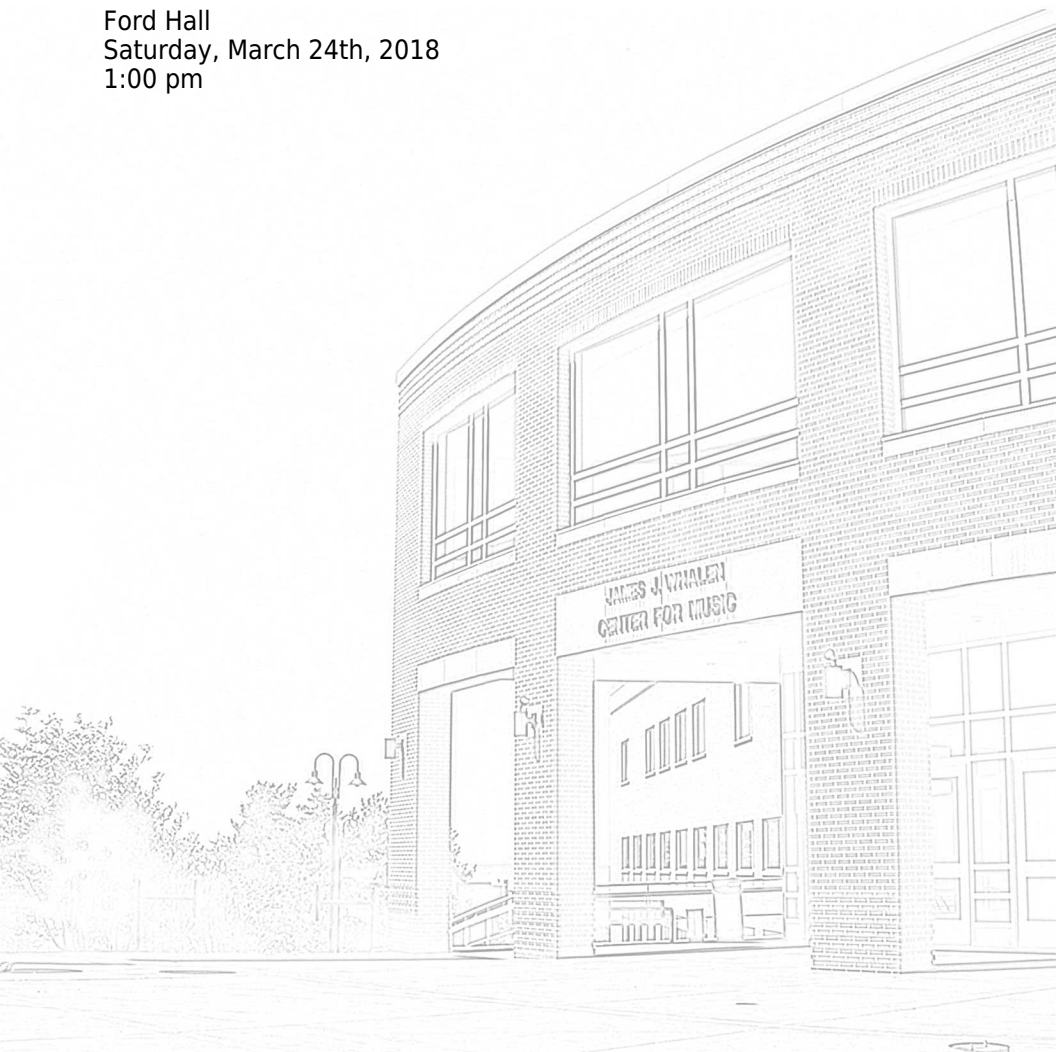 Ford Hall
Saturday, March 24th, 2018
1:00 pm
JAMES J. WHALEN
CENTER FOR MUSIC